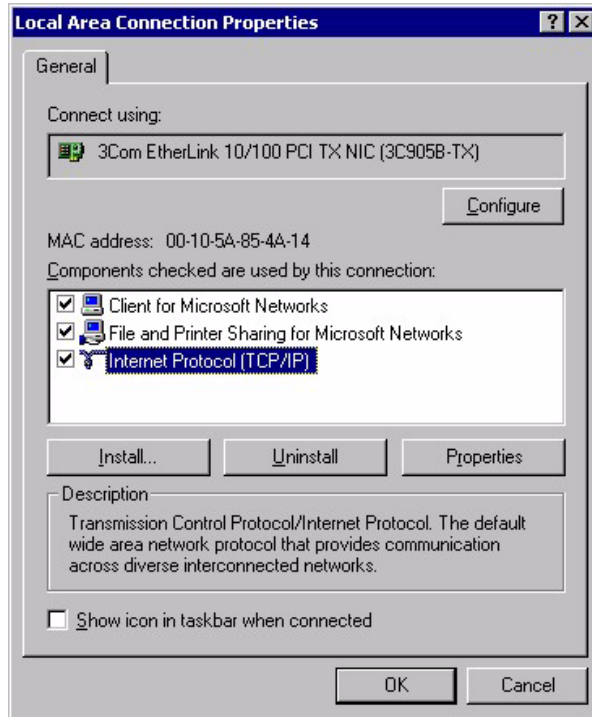 Local Area Connection Properties
General
Connect using:
3Com EtherLink 10/100 PCI TX NIC (3C905B-TX)
Configure
MAC address: 00-10-5A-85-4A-14
Components checked are used by this connection:
Client for Microsoft Networks
File and Printer Sharing for Microsoft Networks
Internet Protocol (TCP/IP)
Install...
Uninstall
Properties
Description
Transmission Control Protocol/Internet Protocol. The default
wide area network protocol that provides communication
across diverse interconnected networks.
Show icon in taskbar when connected
OK
Cancel